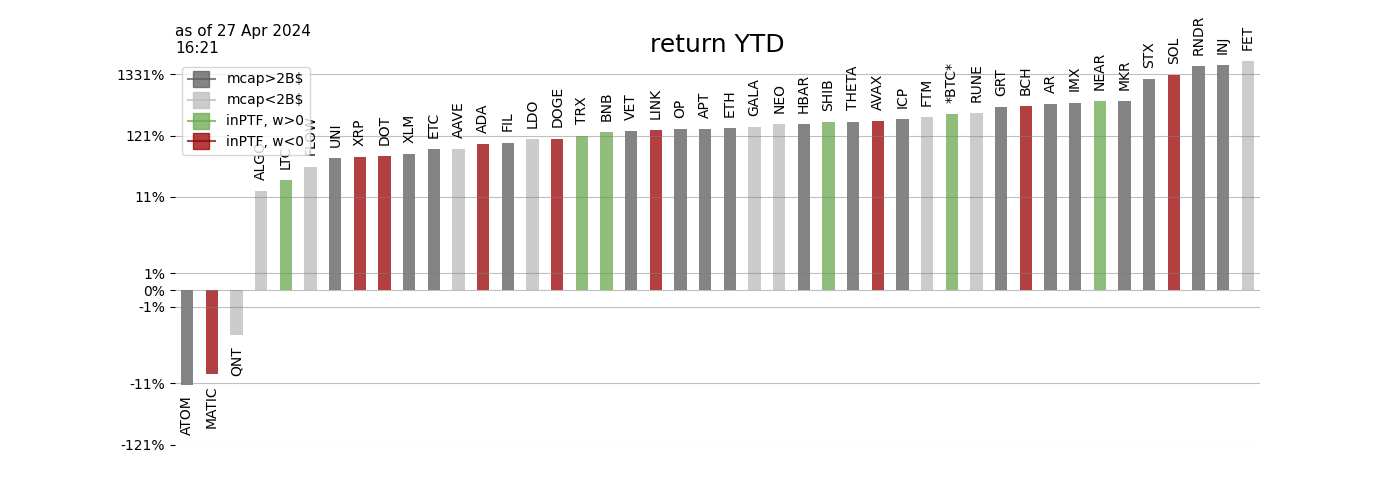 as of 27 Apr 2024
16:21
return YTD
mcap>2B$
mcap<2B$
inPTF, w>0
inPTF, w<0
1331%
121%
11%
1%
0%
-1%
-11%
-121%
ATOM
MATIC
QNT
ALGO
LTC
FLOW
UNI
XRP
DOT
XLM
ETC
AAVE
ADA
FIL
LDO
DOGE
TRX
BNB
VET
LINK
OP
APT
ETH
GALA
NEO
HBAR
SHIB
THETA
AVAX
ICP
FTM
*BTC*
RUNE
GRT
BCH
AR
IMX
NEAR
MKR
STX
SOL
RNDR
INJ
FET